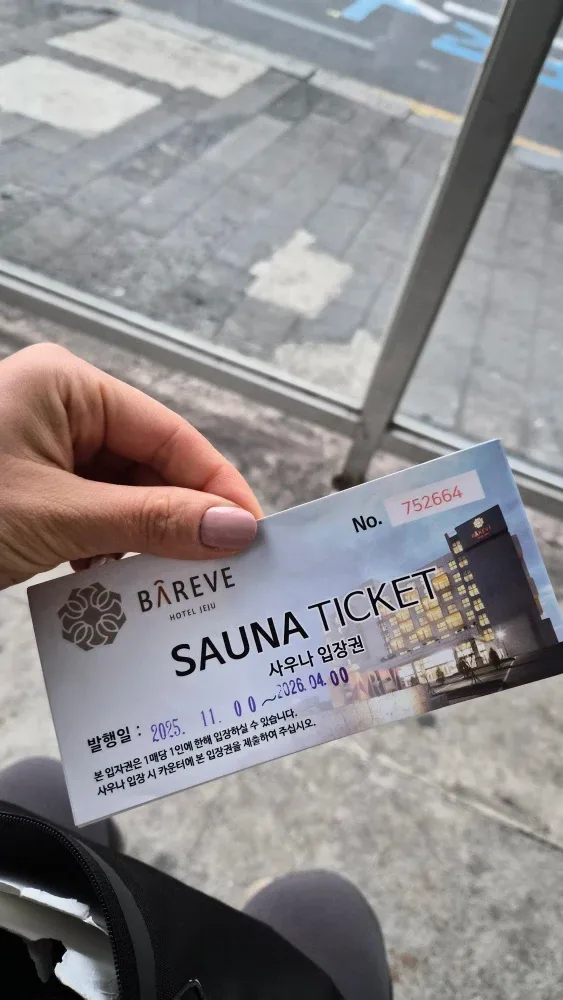 No. 752664
BÂREVE
HOTEL JEJU
SAUNA TICKET
사우나 입장권
발행일 : 2025. 11. 00~2026.04.00
본 입자권은 1매당 1인에 한해 입장하실 수 있습니다.
사우나 입장 시 카운터에 본 입장권을 제출하여 주십시오.
BÂREVE